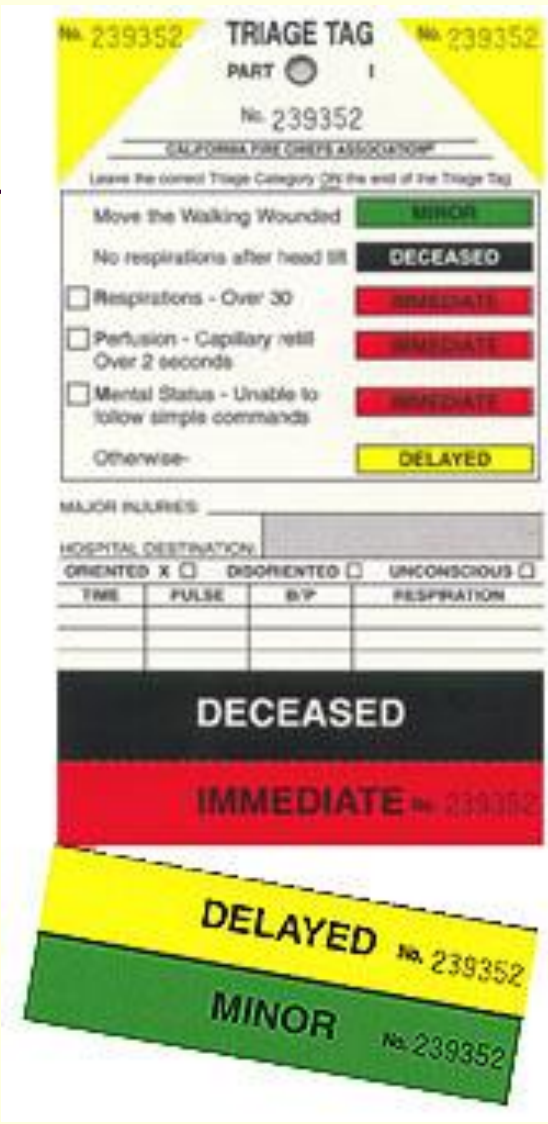 No. 239352 TRIAGE TAG No. 239352
PART I
No. 239352
CALIFORNIA FIRE CHIEFS ASSOCIATION
Leave the correct Triage Category ON the end of the Triage Tag
Move the Walking Wounded MINOR
No respirations after head tilt DECEASED
Respirations - Over 30 IMMEDIATE
Perfusion - Capillary refill
Over 2 seconds IMMEDIATE
Mental Status - Unable to
follow simple commands IMMEDIATE
Otherwise- DELAYED
MAJOR INJURIES:
HOSPITAL DESTINATION:
ORIENTED X DISORIENTED UNCONSCIOUS
TIME PULSE B/P RESPIRATION
DECEASED
IMMEDIATE No. 239352
DELAYED No. 239352
MINOR No. 239352